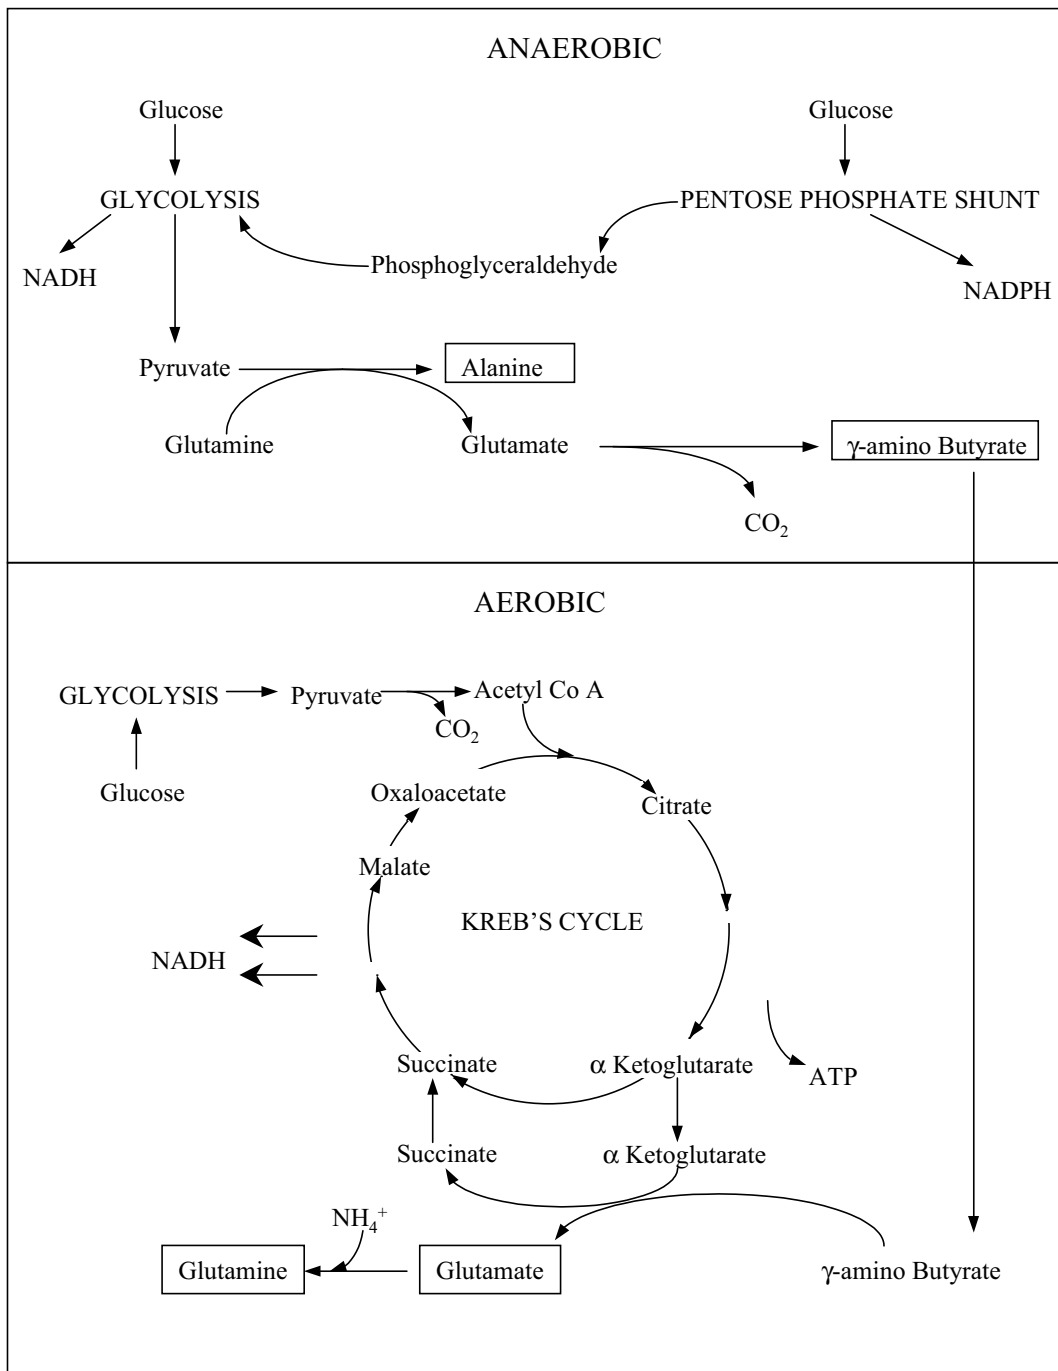 ANAEROBIC
Glucose
Glucose
GLYCOLYSIS
PENTOSE PHOSPHATE SHUNT
Phosphoglyceraldehyde
NADH
NADPH
Pyruvate
Alanine
Glutamine
Glutamate
γ-amino Butyrate
CO₂
AEROBIC
GLYCOLYSIS
Pyruvate
Acetyl Co A
CO₂
Glucose
Oxaloacetate
Citrate
Malate
KREB’S CYCLE
NADH
Succinate
α Ketoglutarate
ATP
Succinate
α Ketoglutarate
NH₄⁺
Glutamine
Glutamate
γ-amino Butyrate